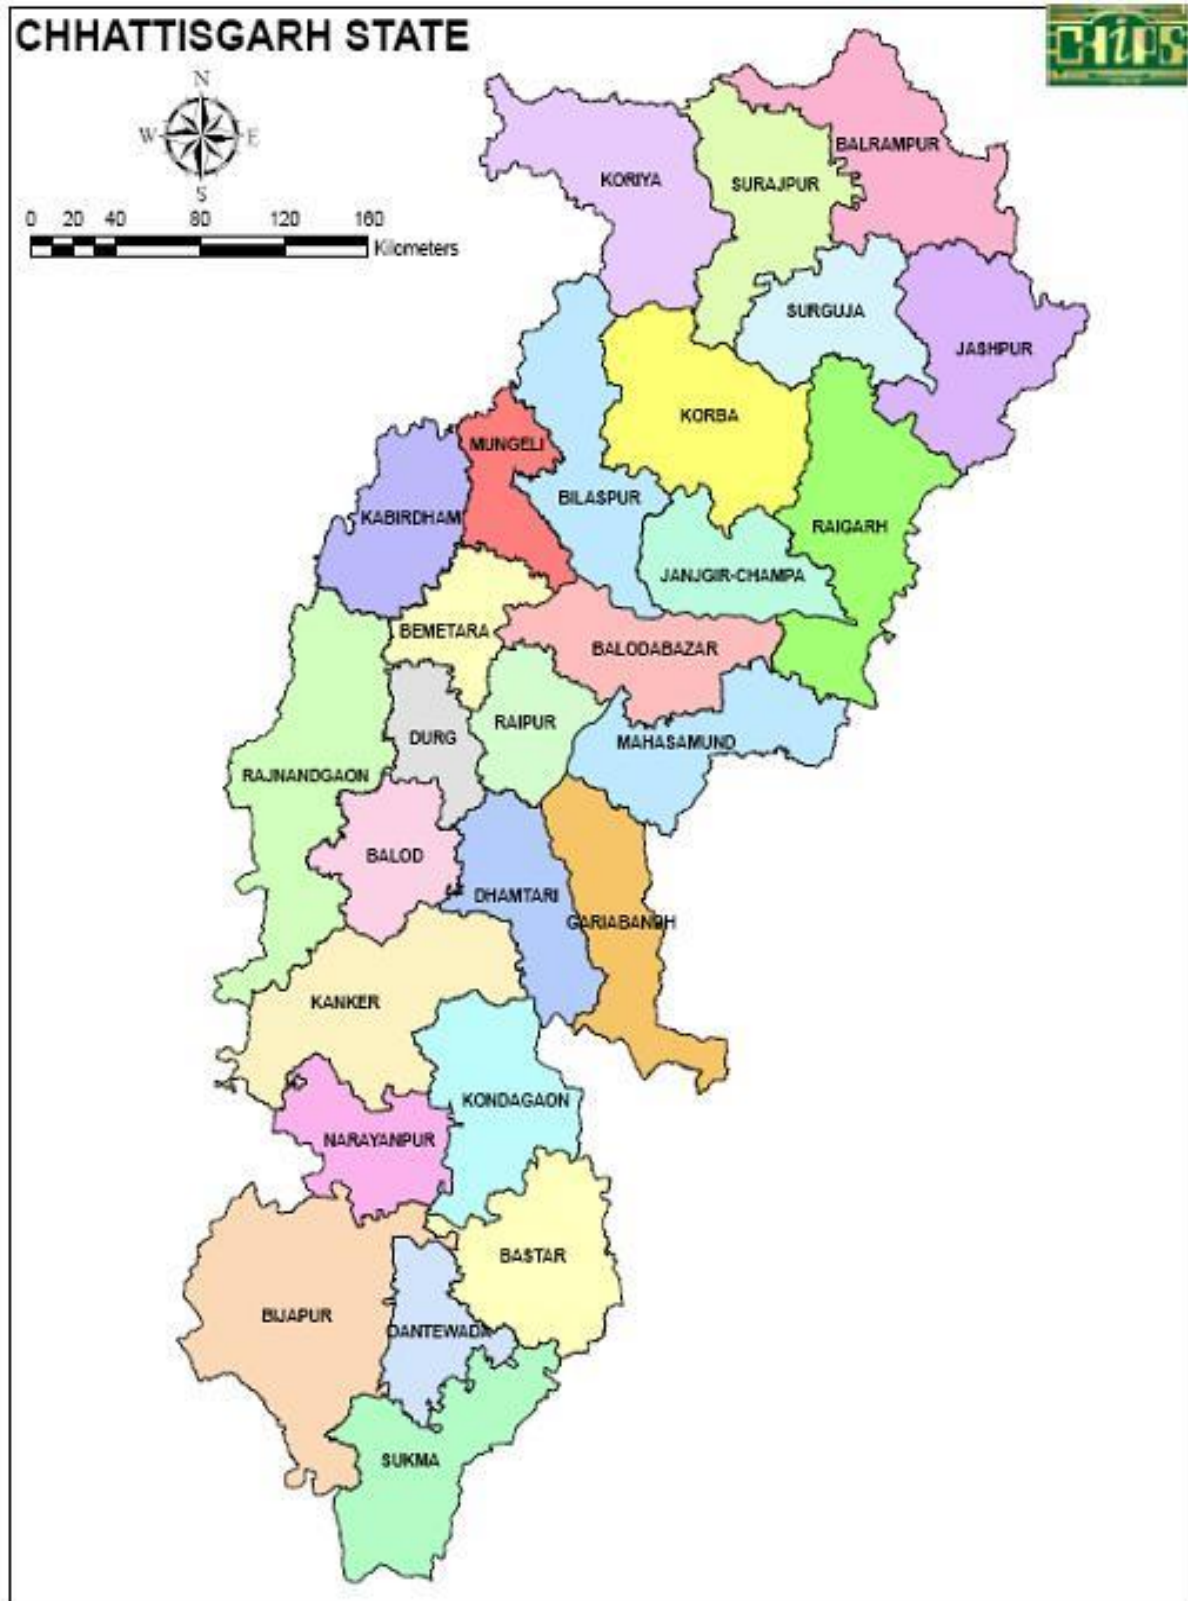 CHHATTISGARH STATE
CHiPS
N
W E
S
0 20 40 80 120 160
Kilometers
BALRAMPUR
KORIYA
SURAJPUR
SURGUJA
JASHPUR
KORBA
MUNGELI
BILASPUR
KABIRDHAM
RAIGARH
JANJGIR-CHAMPA
BEMETARA
BALODABAZAR
RAIPUR
DURG
MAHASAMUND
RAJNANDGAON
BALOD
DHAMTARI
GARIABANDH
KANKER
KONDAGAON
NARAYANPUR
BASTAR
BIJAPUR
DANTEWADA
SUKMA